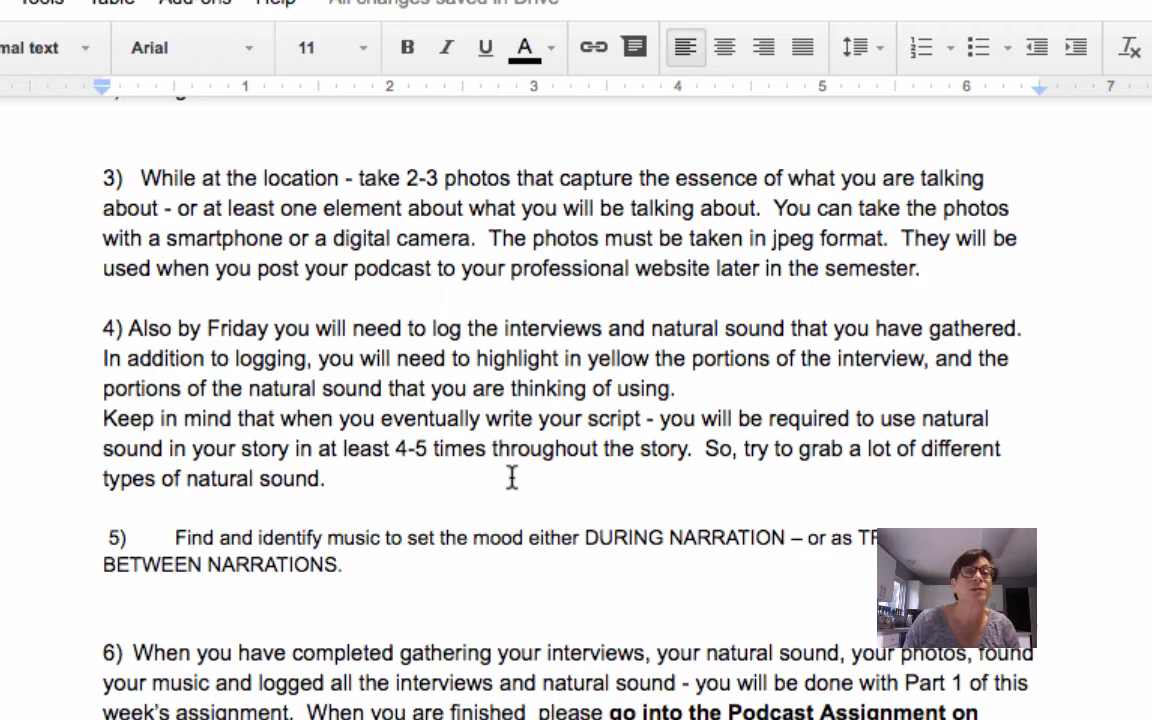 Tools Table Add-ons Help All changes saved in Drive
mal text Arial 11 B I U A
1 2 3 4 5 6 7
3) While at the location - take 2-3 photos that capture the essence of what you are talking
about - or at least one element about what you will be talking about. You can take the photos
with a smartphone or a digital camera. The photos must be taken in jpeg format. They will be
used when you post your podcast to your professional website later in the semester.
4) Also by Friday you will need to log the interviews and natural sound that you have gathered.
In addition to logging, you will need to highlight in yellow the portions of the interview, and the
portions of the natural sound that you are thinking of using.
Keep in mind that when you eventually write your script - you will be required to use natural
sound in your story in at least 4-5 times throughout the story. So, try to grab a lot of different
types of natural sound.
5) Find and identify music to set the mood either DURING NARRATION – or as
BETWEEN NARRATIONS.
6) When you have completed gathering your interviews, your natural sound, your photos, found
your music and logged all the interviews and natural sound - you will be done with Part 1 of this
week's assignment. When you are finished please go into the Podcast Assignment on